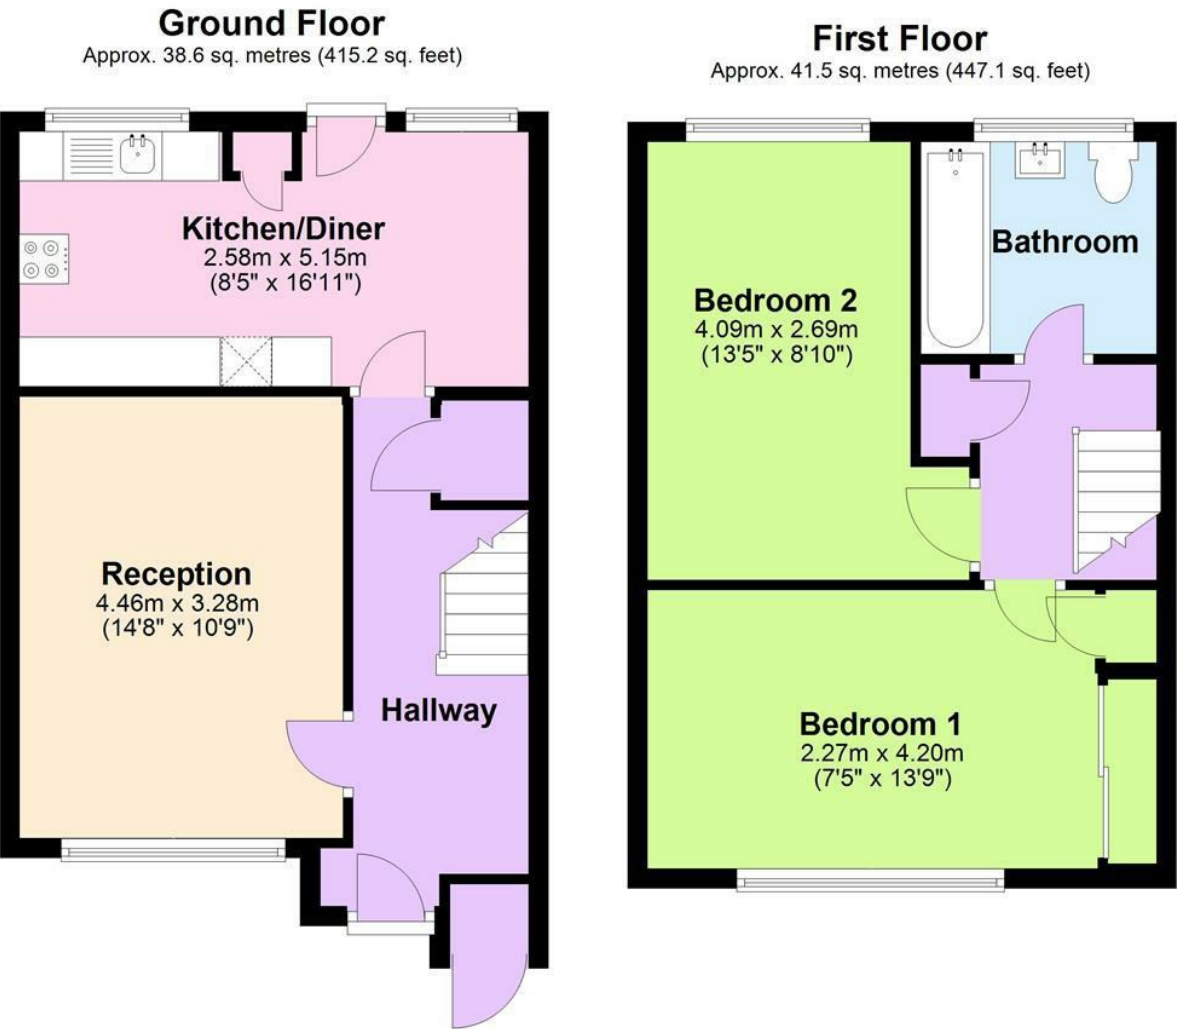 Ground Floor
Approx. 38.6 sq. metres (415.2 sq. feet)
Kitchen/Diner
2.58m x 5.15m
(8'5" x 16'11")
Reception
4.46m x 3.28m
(14'8" x 10'9")
Hallway
First Floor
Approx. 41.5 sq. metres (447.1 sq. feet)
Bathroom
Bedroom 2
4.09m x 2.69m
(13'5" x 8'10")
Bedroom 1
2.27m x 4.20m
(7'5" x 13'9")